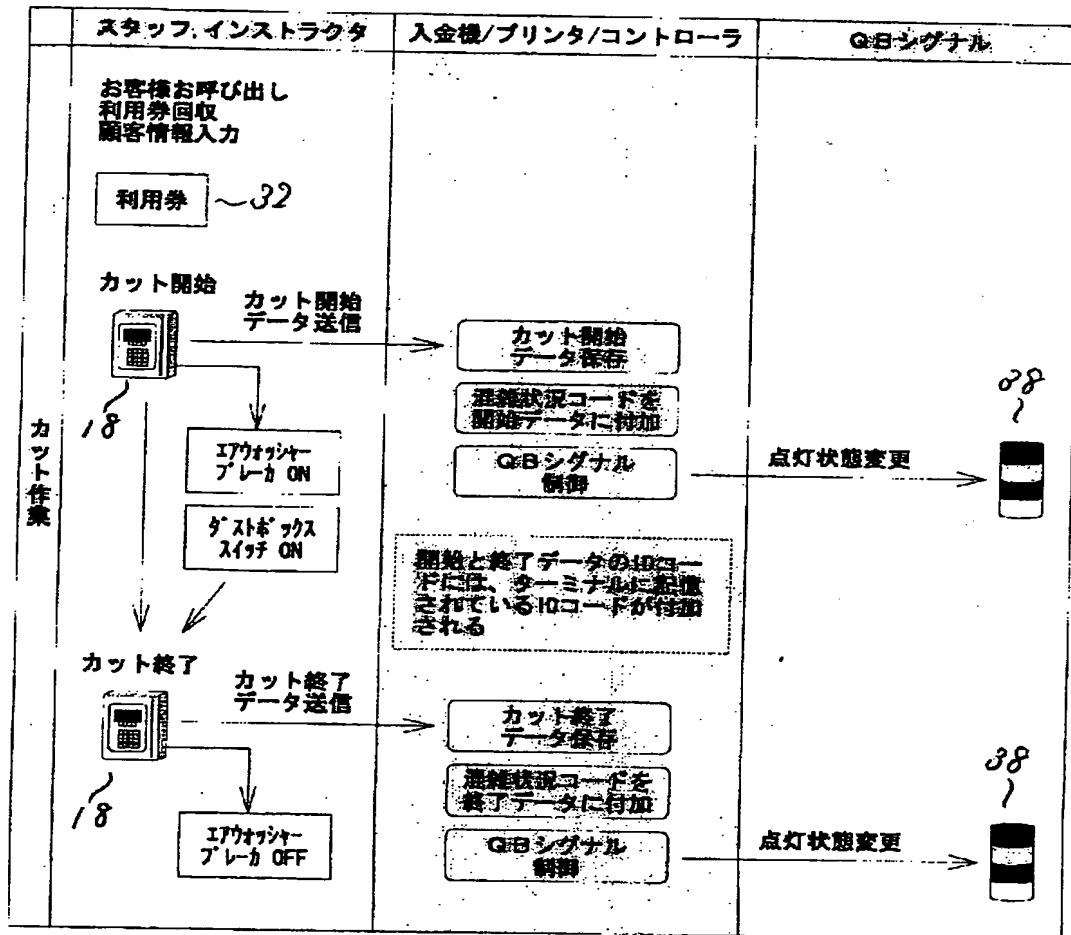 スタッフ、インストラクタ
入金機/プリンタ/コントローラ
QBシグナル
カット作業
お客様お呼び出し
利用券回収
顧客情報入力
利用券
32
カット開始
18
カット開始
データ送信
エアウォッシャー
ブレーカ ON
ダストボックス
スイッチ ON
カット開始
データ保存
混雑状況コードを
開始データに付加
QBシグナル
制御
点灯状態変更
38
開始と終了データのIDコー
ドには、ターミナルに記憶
されているIDコードが付加
される
カット終了
18
カット終了
データ送信
エアウォッシャー
ブレーカ OFF
カット終了
データ保存
混雑状況コードを
終了データに付加
QBシグナル
制御
点灯状態変更
38